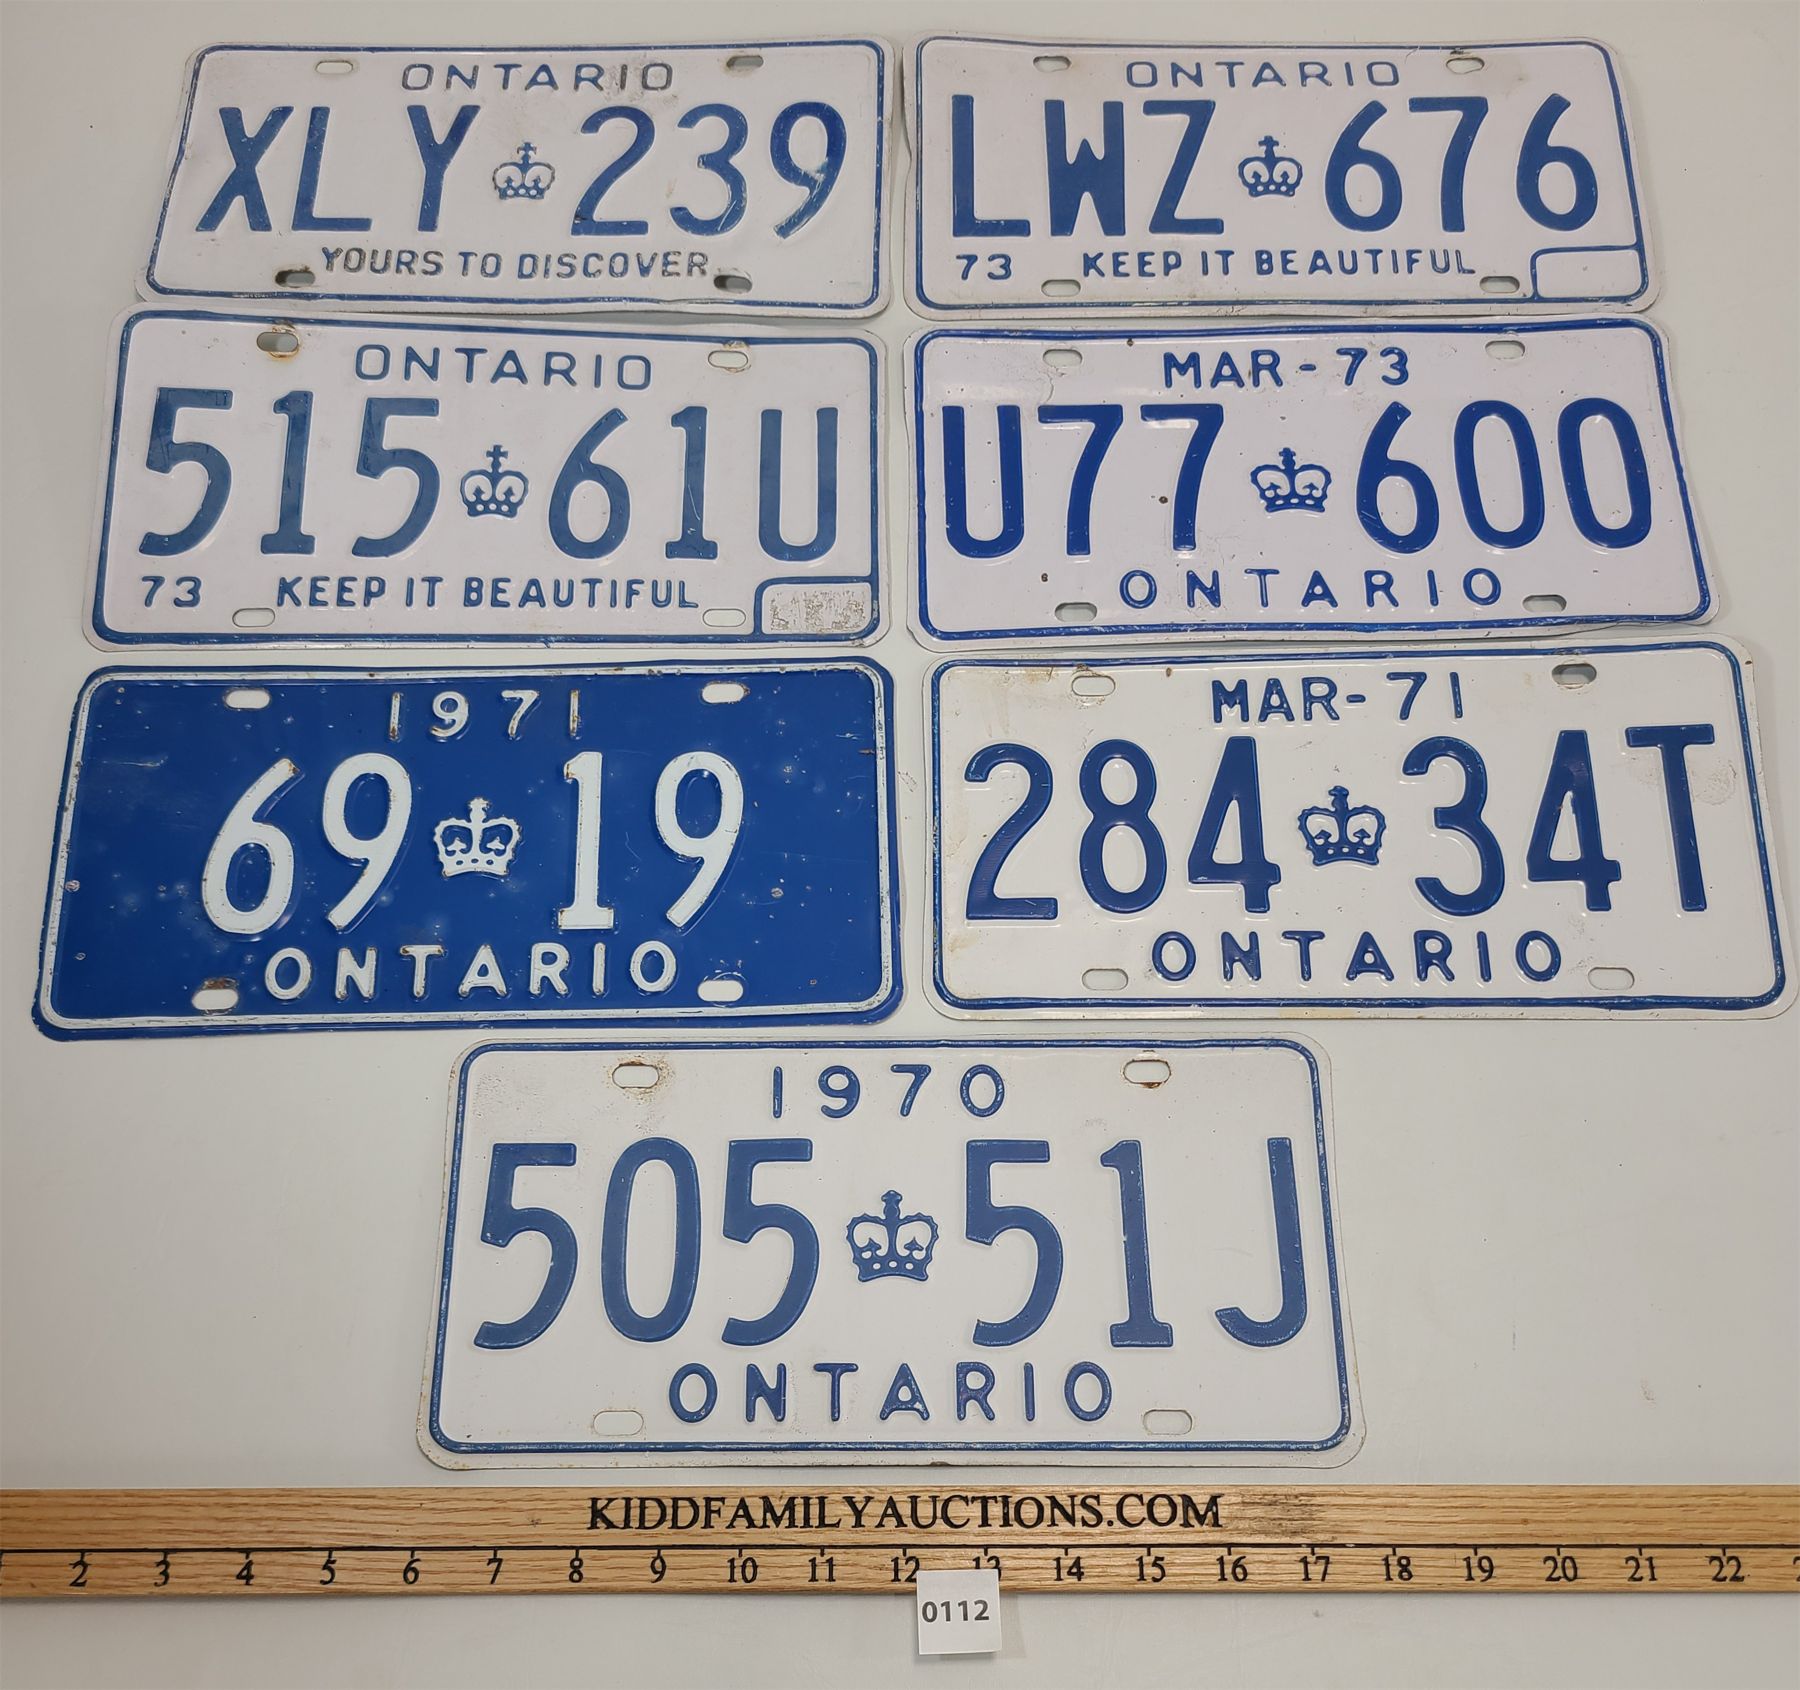 ONTARIO
XLY 239
YOURS TO DISCOVER
ONTARIO
LWZ 676
73 KEEP IT BEAUTIFUL
ONTARIO
515 61U
73 KEEP IT BEAUTIFUL
MAR-73
U77 600
ONTARIO
1971
69 19
ONTARIO
MAR-71
284 34T
ONTARIO
1970
505 51J
ONTARIO
KIDDFAMILYAUCTIONS.COM
2 3 4 5 6 7 8 9 10 11 12 13 14 15 16 17 18 19 20 21 22
0112